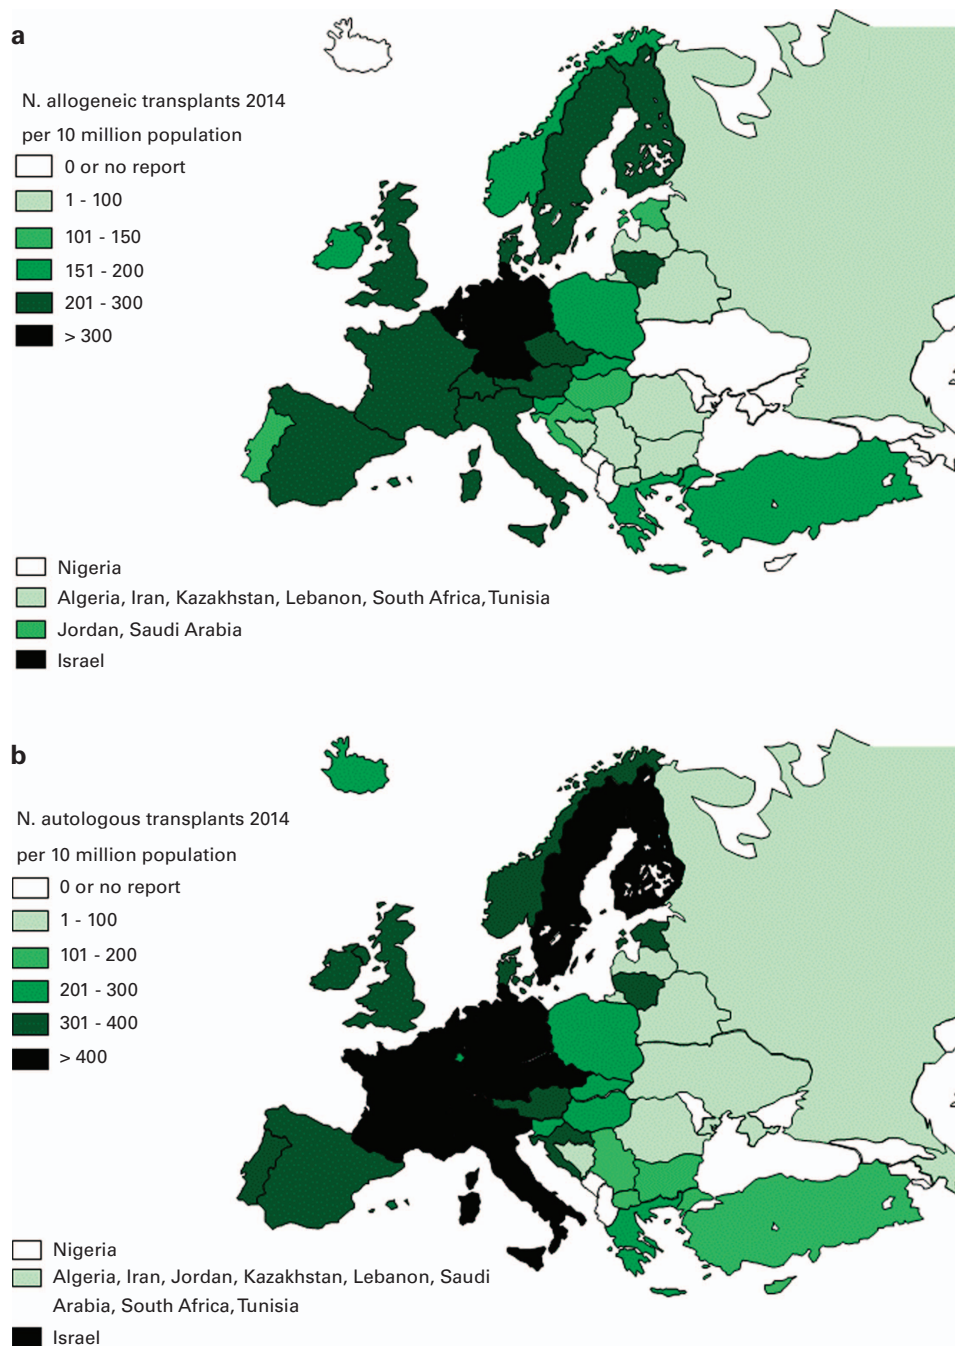 a
N. allogeneic transplants 2014
per 10 million population
0 or no report
1 - 100
101 - 150
151 - 200
201 - 300
> 300
Nigeria
Algeria, Iran, Kazakhstan, Lebanon, South Africa, Tunisia
Jordan, Saudi Arabia
Israel
b
N. autologous transplants 2014
per 10 million population
0 or no report
1 - 100
101 - 200
201 - 300
301 - 400
> 400
Nigeria
Algeria, Iran, Jordan, Kazakhstan, Lebanon, Saudi
Arabia, South Africa, Tunisia
Israel